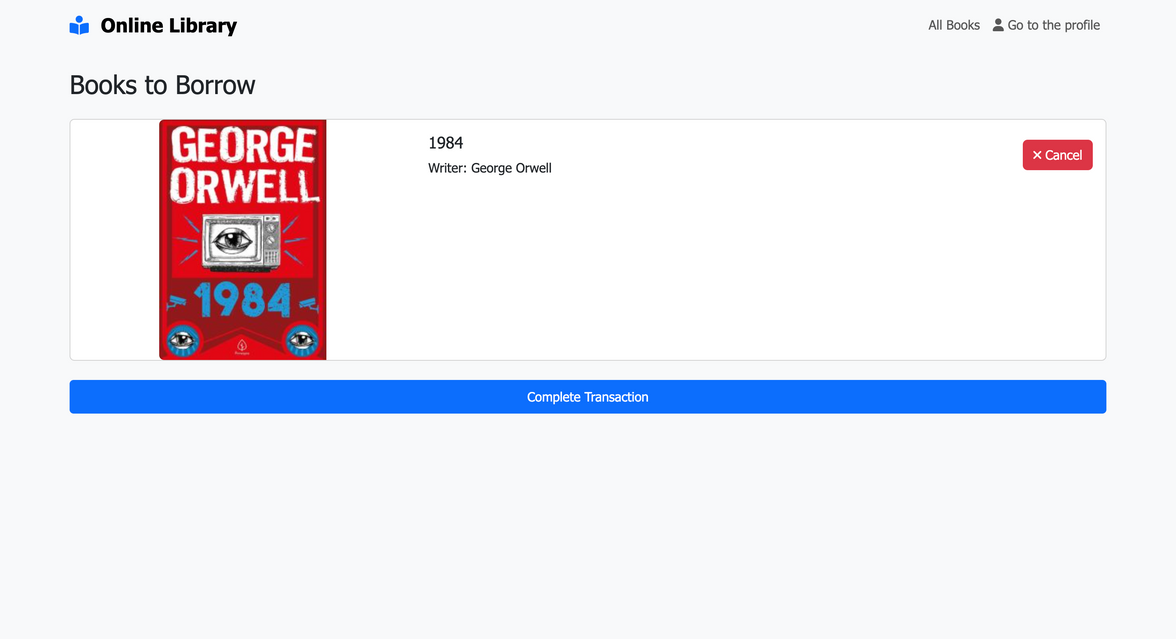 Online Library
All Books
Go to the profile
Books to Borrow
GEORGE
ORWELL
1984
1984
Writer: George Orwell
Cancel
Complete Transaction